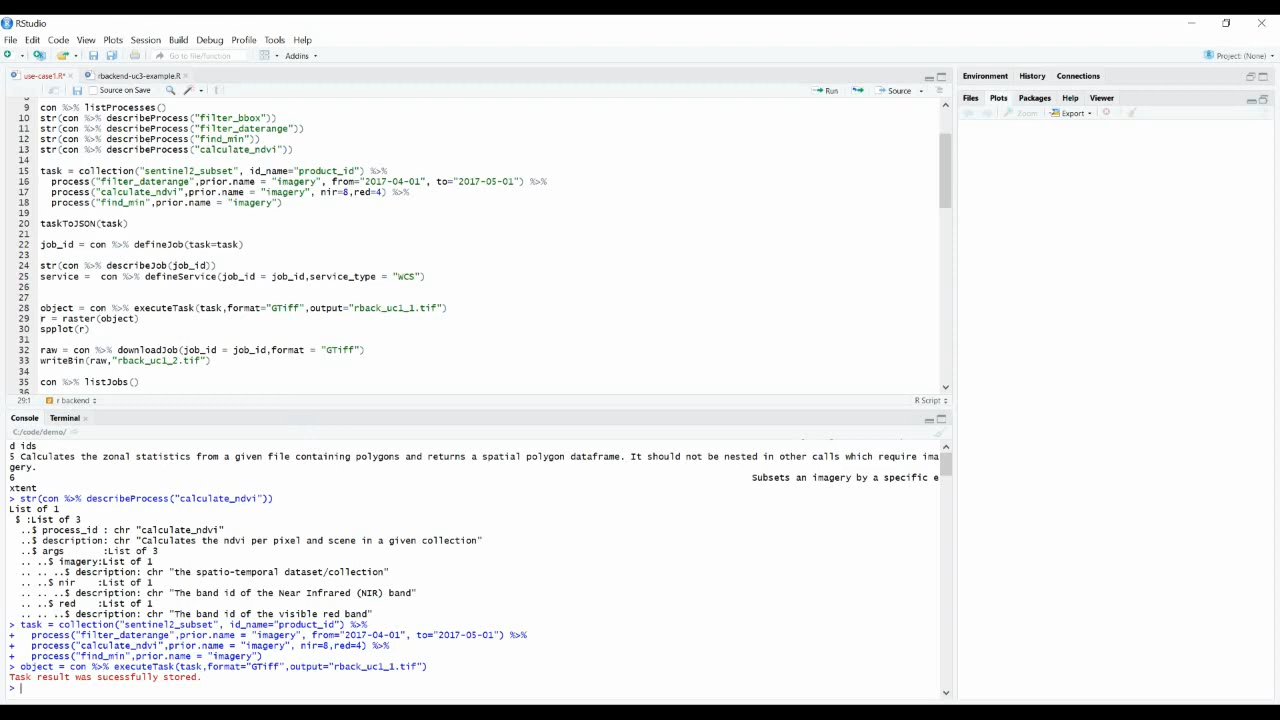 RStudio
File Edit Code View Plots Session Build Debug Profile Tools Help
Go to file/function Addins Project: (None)
use-case1.R* rbackend-uc3-example.R
Source on Save Run Source
9 con %>% listProcesses()
10 str(con %>% describeProcess("filter_bbox"))
11 str(con %>% describeProcess("filter_daterange"))
12 str(con %>% describeProcess("find_min"))
13 str(con %>% describeProcess("calculate_ndvi"))
14
15 task = collection("sentinel2_subset", id_name="product_id") %>%
16 process("filter_daterange",prior.name = "imagery", from="2017-04-01", to="2017-05-01") %>%
17 process("calculate_ndvi",prior.name = "imagery", nir=8,red=4) %>%
18 process("find_min",prior.name = "imagery")
19
20 taskToJSON(task)
21
22 job_id = con %>% defineJob(task=task)
23
24 str(con %>% describeJob(job_id))
25 service = con %>% defineService(job_id = job_id,service_type = "WCS")
26
27
28 object = con %>% executeTask(task,format="GTiff",output="rback_uc1_1.tif")
29 r = raster(object)
30 spplot(r)
31
32 raw = con %>% downloadJob(job_id = job_id,format = "GTiff")
33 writeBin(raw,"rback_uc1_2.tif")
34
35 con %>% listJobs()
36
29:1 r backend R Script
Console Terminal
C:/code/demo/
d ids
5 Calculates the zonal statistics from a given file containing polygons and returns a spatial polygon dataframe. It should not be nested in other calls which require ima
gery.
6 Subsets an imagery by a specific e
xtent
> str(con %>% describeProcess("calculate_ndvi"))
List of 1
$ :List of 3
..$ process_id : chr "calculate_ndvi"
..$ description: chr "Calculates the ndvi per pixel and scene in a given collection"
..$ args :List of 3
.. ..$ imagery:List of 1
.. .. ..$ description: chr "the spatio-temporal dataset/collection"
.. ..$ nir :List of 1
.. .. ..$ description: chr "The band id of the Near Infrared (NIR) band"
.. ..$ red :List of 1
.. .. ..$ description: chr "The band id of the visible red band"
> task = collection("sentinel2_subset", id_name="product_id") %>%
+ process("filter_daterange",prior.name = "imagery", from="2017-04-01", to="2017-05-01") %>%
+ process("calculate_ndvi",prior.name = "imagery", nir=8,red=4) %>%
+ process("find_min",prior.name = "imagery")
> object = con %>% executeTask(task,format="GTiff",output="rback_uc1_1.tif")
Task result was sucessfully stored.
>
Environment History Connections
Files Plots Packages Help Viewer
Zoom Export